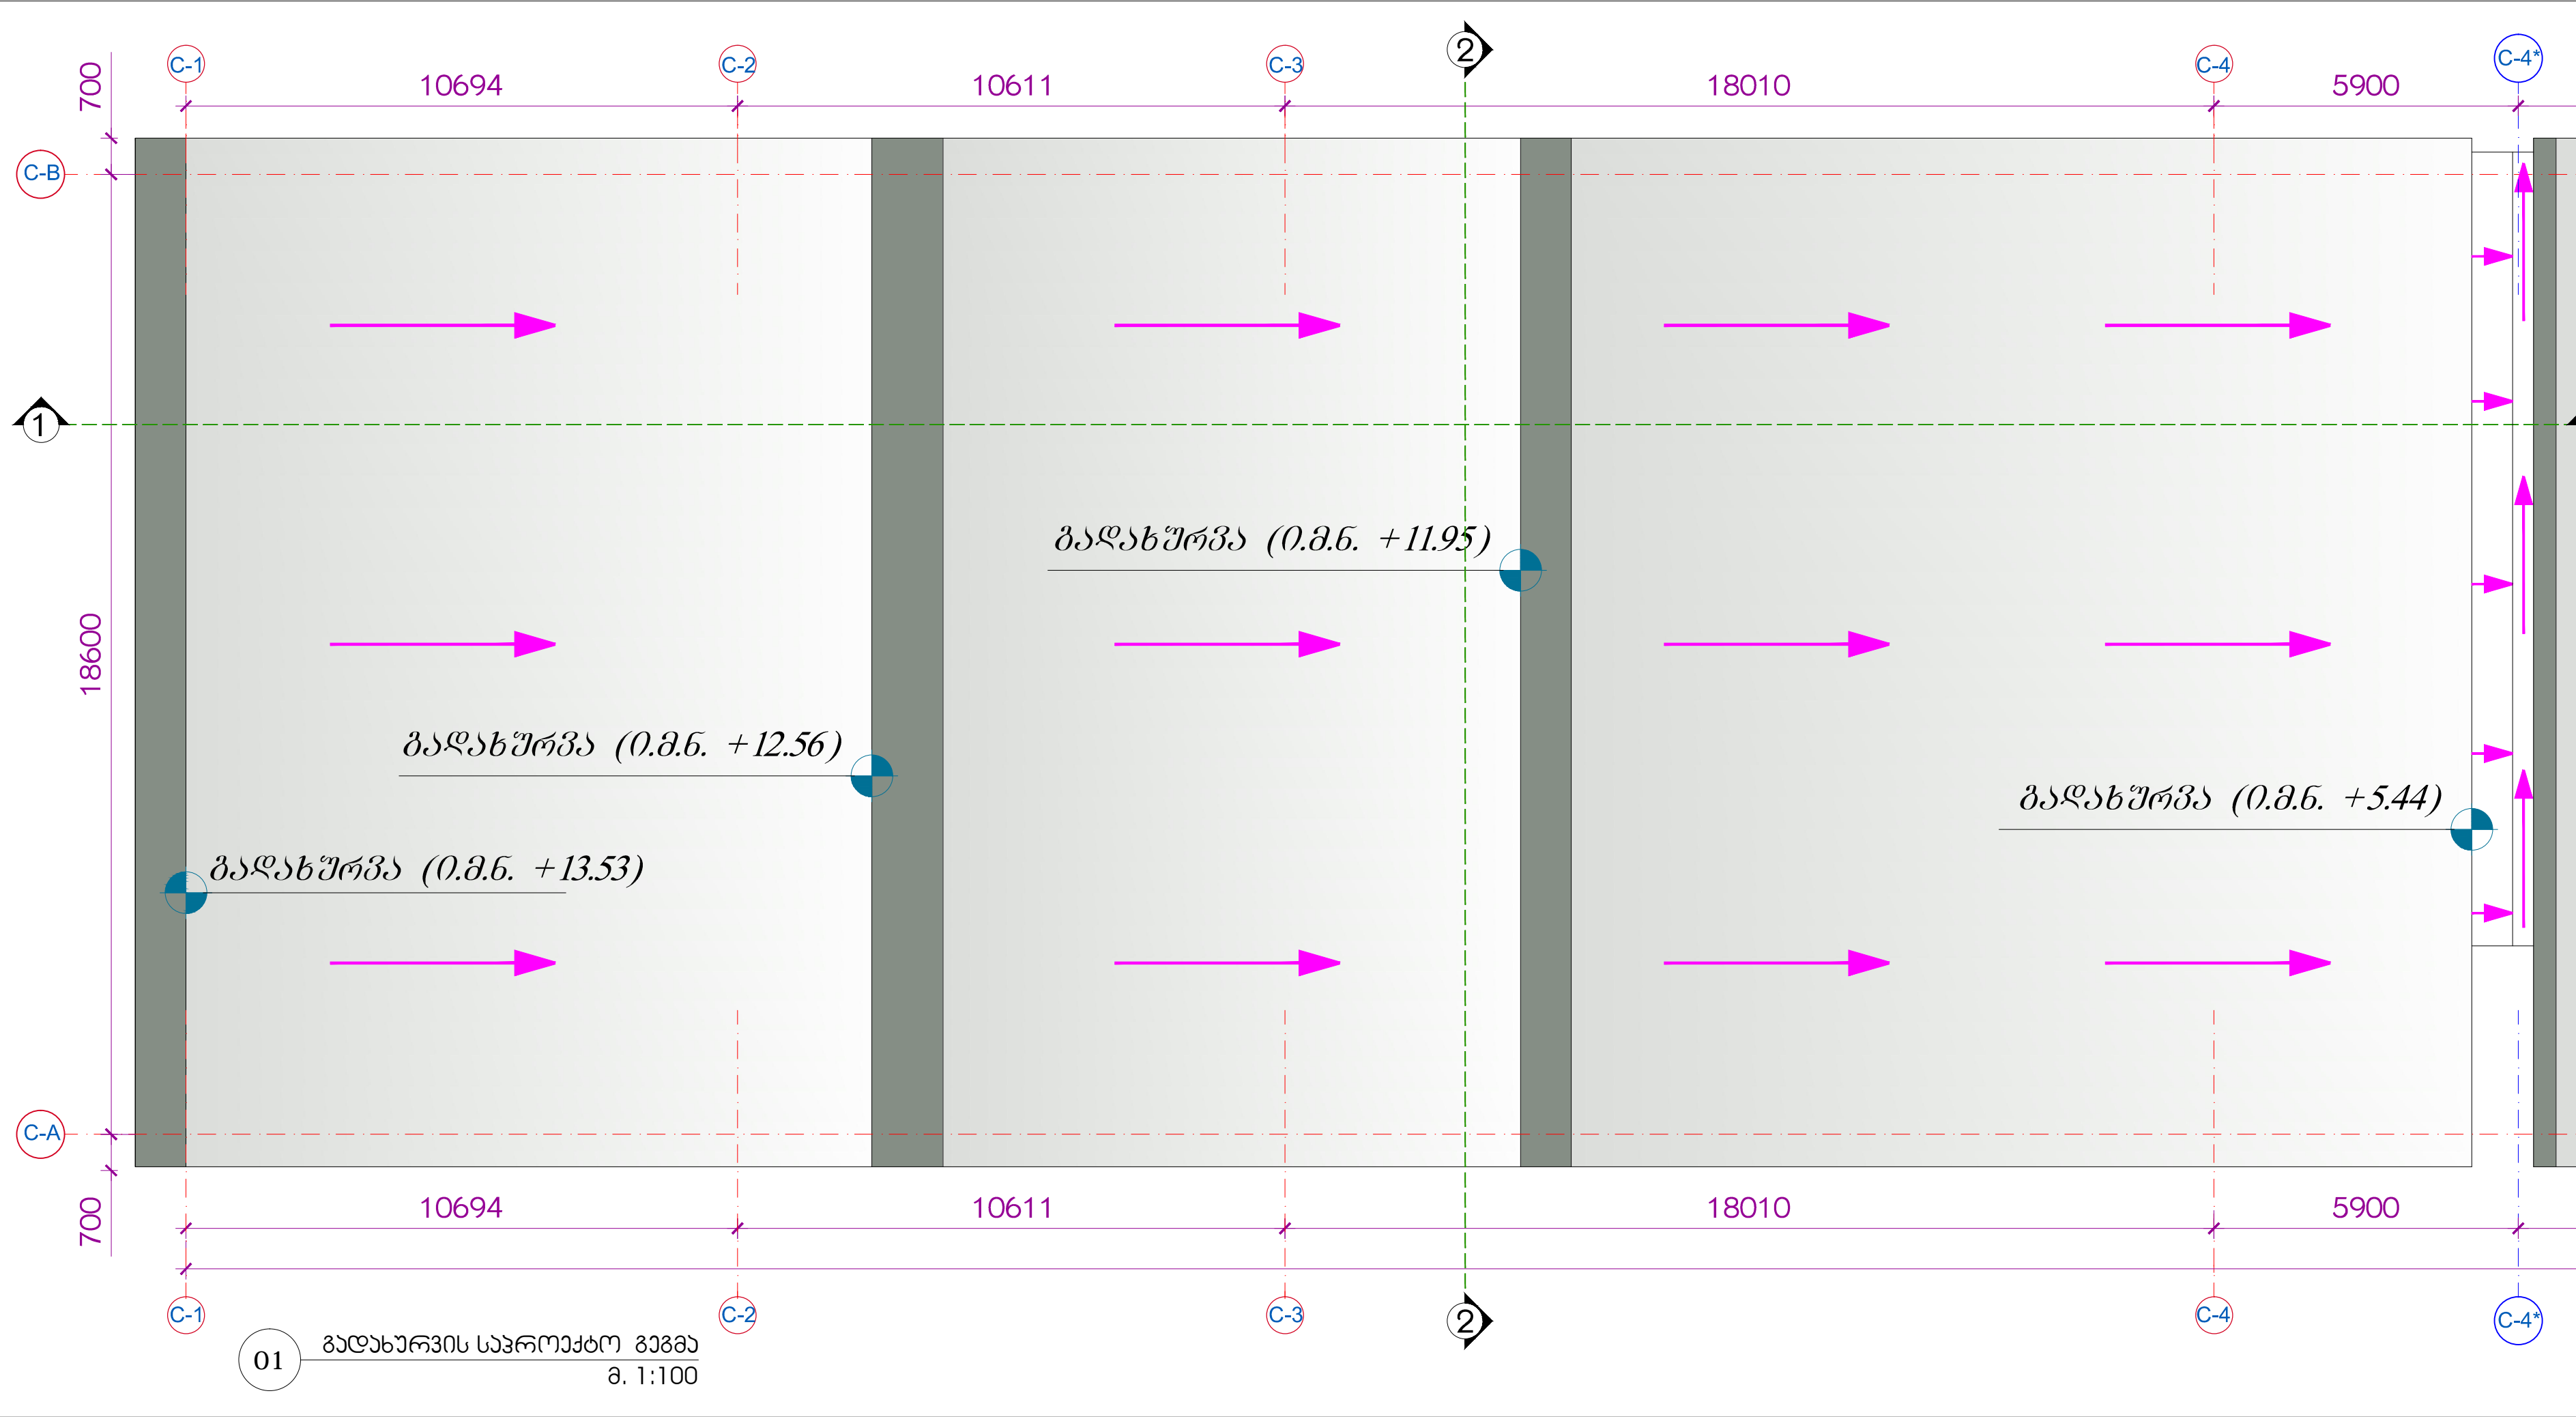 C-1 C-2 C-3 2 C-4 C-4*
700 10694 10611 18010 5900
C-B
1
გადახურვა (ი.მ.ნ. +11.95)
18600
გადახურვა (ი.მ.ნ. +12.56)
გადახურვა (ი.მ.ნ. +5.44)
გადახურვა (ი.მ.ნ. +13.53)
C-A
700 10694 10611 18010 5900
C-1 C-2 C-3 2 C-4 C-4*
01 გადახურვის საპროექტო გეგმა
მ. 1:100